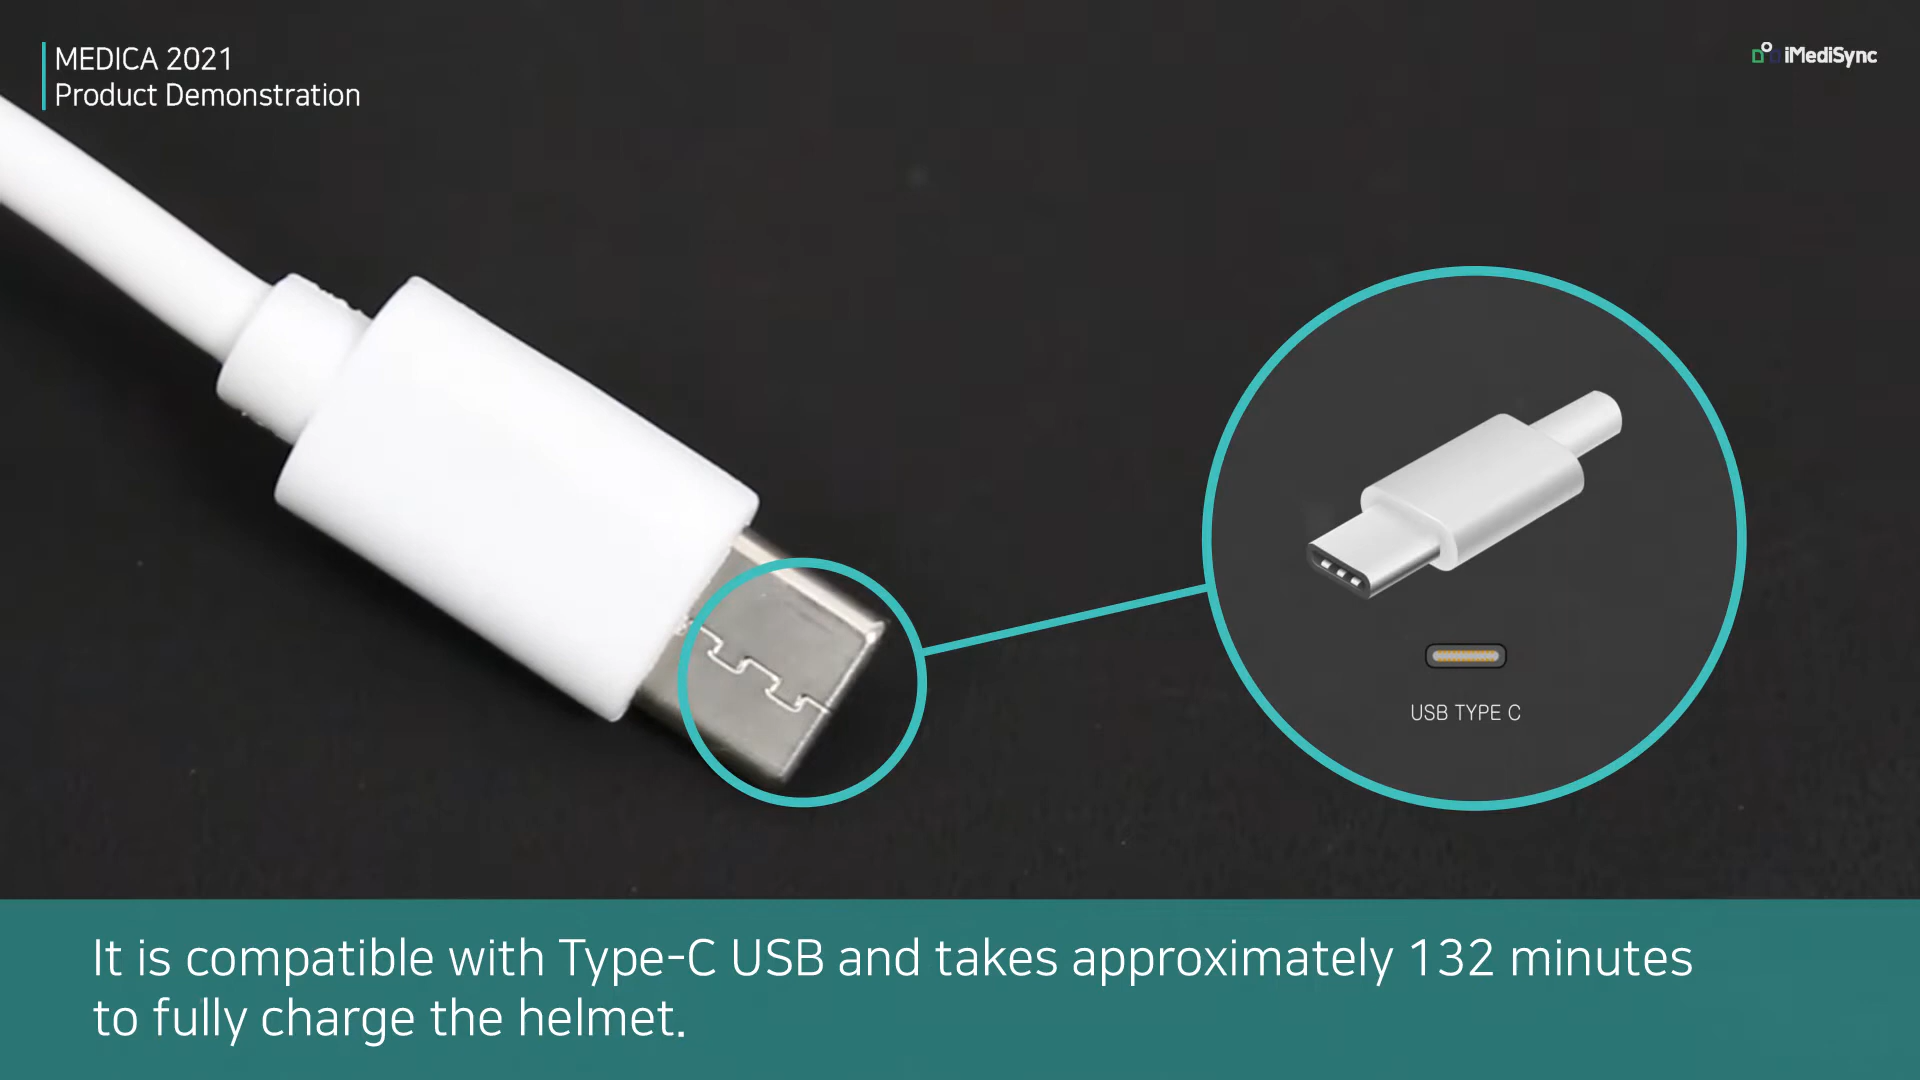 MEDICA 2021
Product Demonstration
iMediSync
USB TYPE C
It is compatible with Type-C USB and takes approximately 132 minutes
to fully charge the helmet.